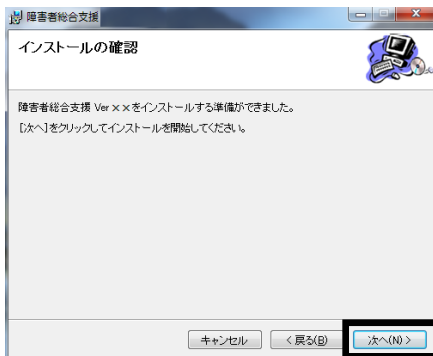 障害者総合支援
インストールの確認
障害者総合支援 Ver××をインストールする準備ができました。
[次へ]をクリックしてインストールを開始してください。
キャンセル
< 戻る(B)
次へ(N) >